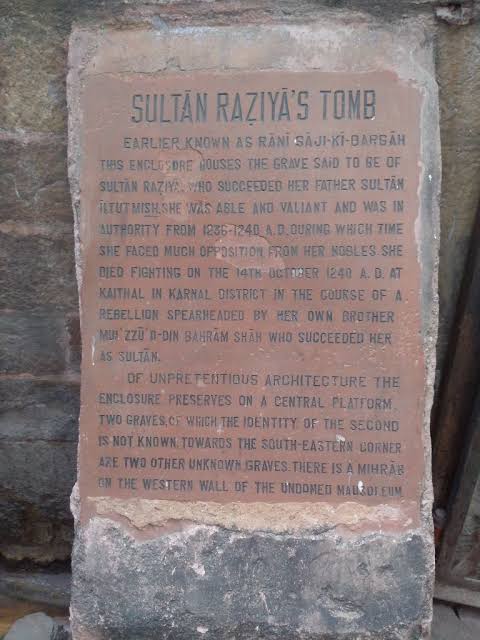 SULTĀN RAẒIYĀ'S TOMB
EARLIER KNOWN AS RĀNĪ SĀJI-KĪ-DARGĀH
THIS ENCLOSURE HOUSES THE GRAVE SAID TO BE OF
SULTĀN RAẒIYA, WHO SUCCEEDED HER FATHER SULTĀN
ĪLTUTMISH. SHE WAS ABLE AND VALIANT AND WAS IN
AUTHORITY FROM 1236-1240 A.D. DURING WHICH TIME
SHE FACED MUCH OPPOSITION FROM HER NOBLES. SHE
DIED FIGHTING ON THE 14TH OCTOBER 1240 A.D. AT
KAITHAL IN KARNAL DISTRICT IN THE COURSE OF A
REBELLION SPEARHEADED BY HER OWN BROTHER
MUI'ZZŪ'D-DIN BAHRĀM SHĀH WHO SUCCEEDED HER
AS SULTĀN.
OF UNPRETENTIOUS ARCHITECTURE THE
ENCLOSURE PRESERVES ON A CENTRAL PLATFORM,
TWO GRAVES, OF WHICH THE IDENTITY OF THE SECOND
IS NOT KNOWN. TOWARDS THE SOUTH-EASTERN CORNER
ARE TWO OTHER UNKNOWN GRAVES. THERE IS A MIHRĀB
ON THE WESTERN WALL OF THE UNDOMED MAUSOLEUM